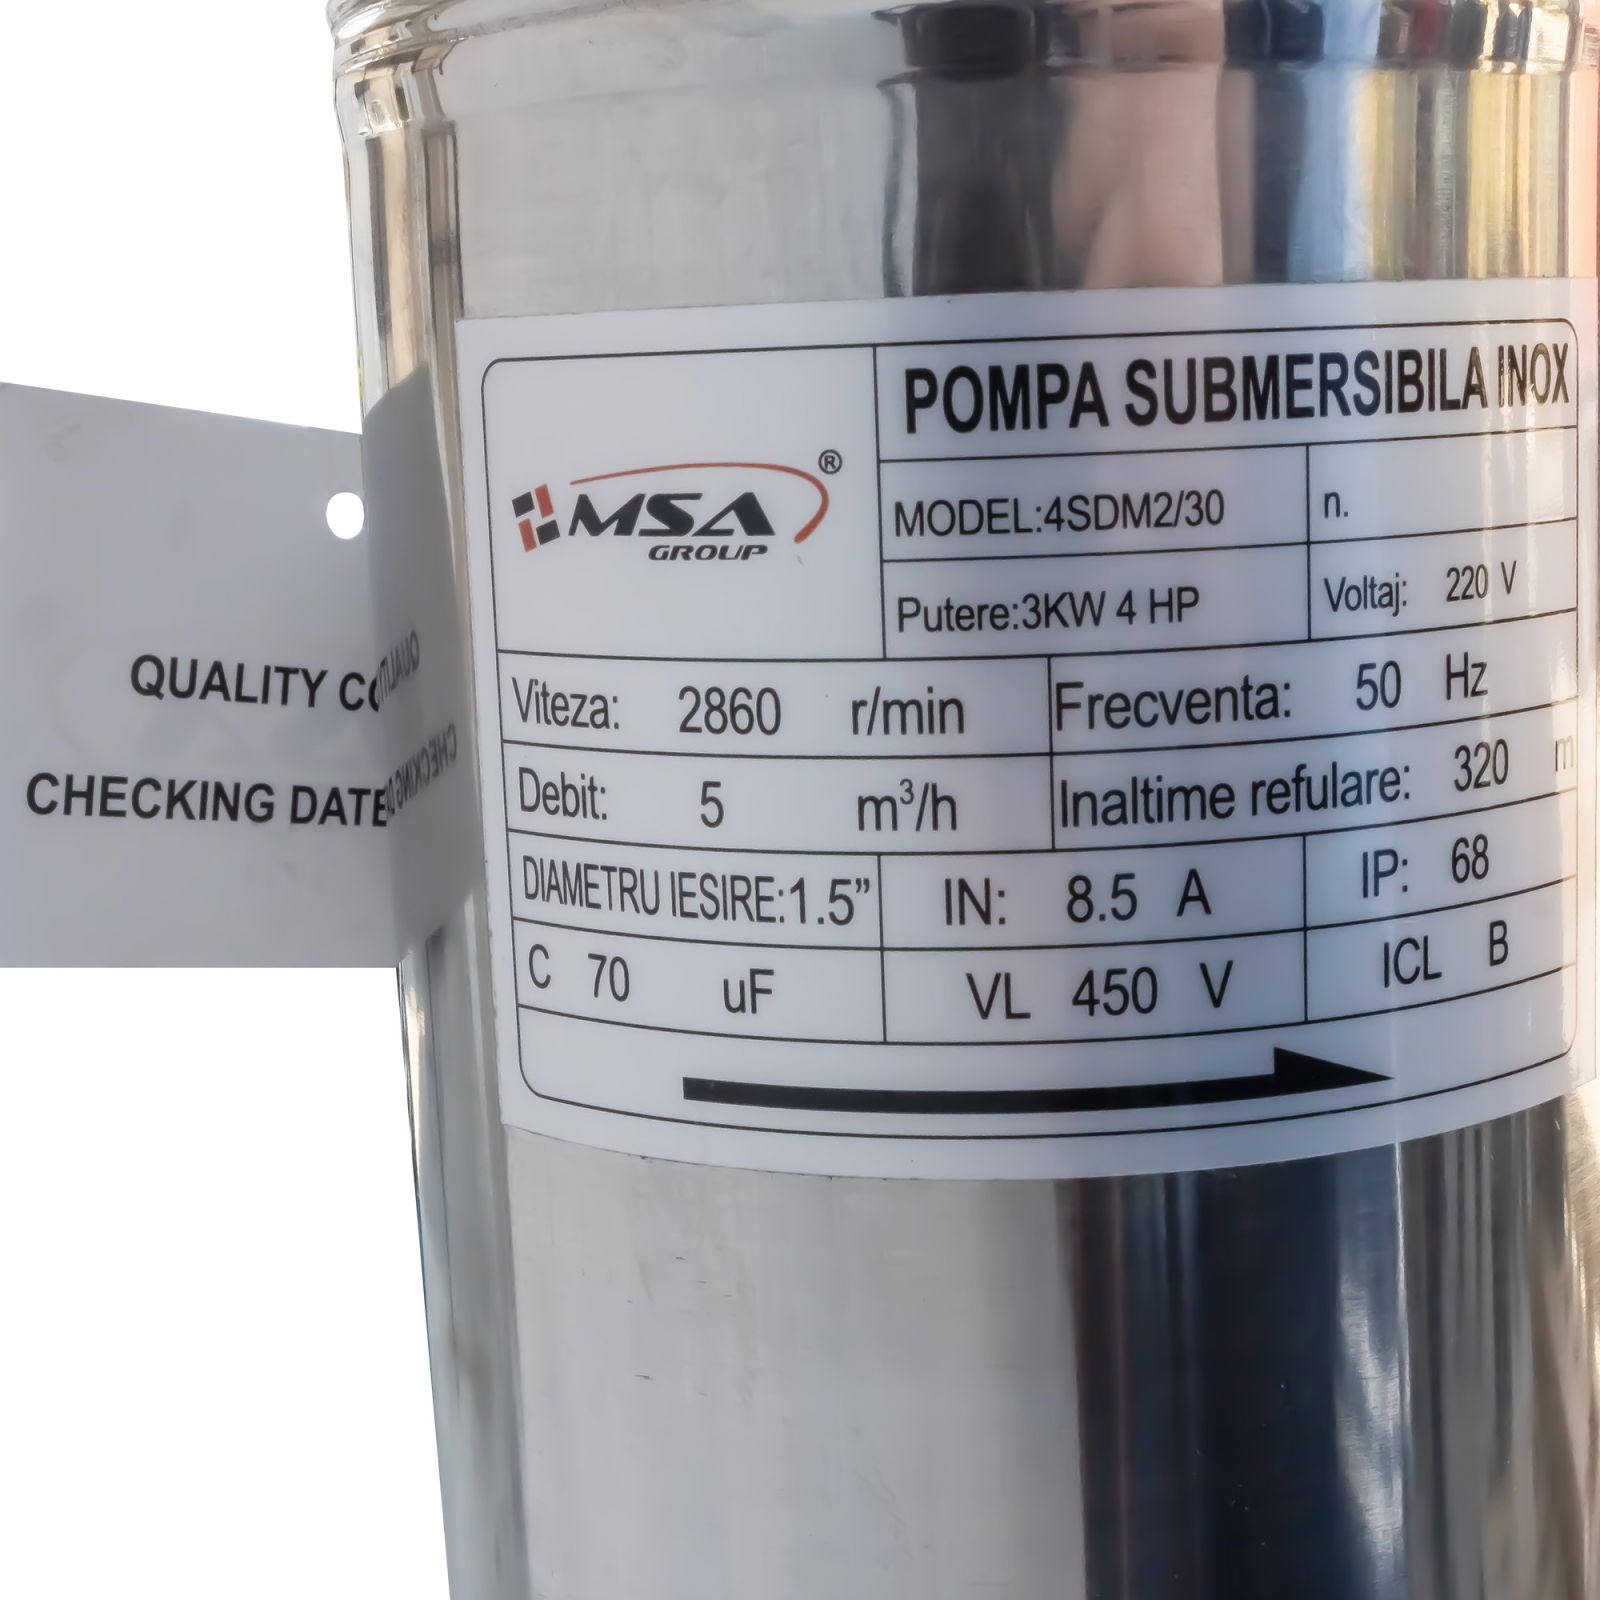 MSA ®
GROUP
POMPA SUBMERSIBILA INOX
MODEL:4SDM2/30 n.
Putere:3KW 4 HP Voltaj: 220 V
Viteza: 2860 r/min Frecventa: 50 Hz
Debit: 5 m³/h Inaltime refulare: 320 m
DIAMETRU IESIRE:1.5” IN: 8.5 A IP: 68
C 70 uF VL 450 V ICL B
QUALITY CO
CHECKING DATE